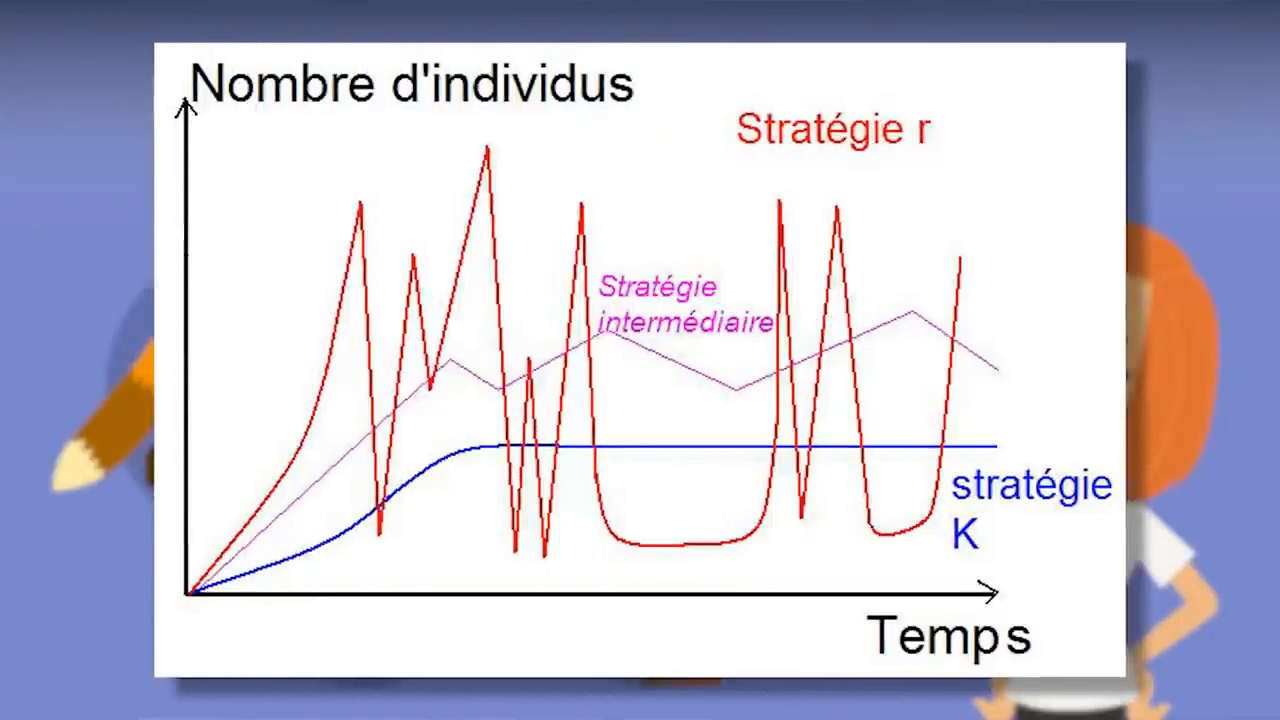 Nombre d'individus
Stratégie r
Stratégie
intermédiaire
stratégie
K
Temps